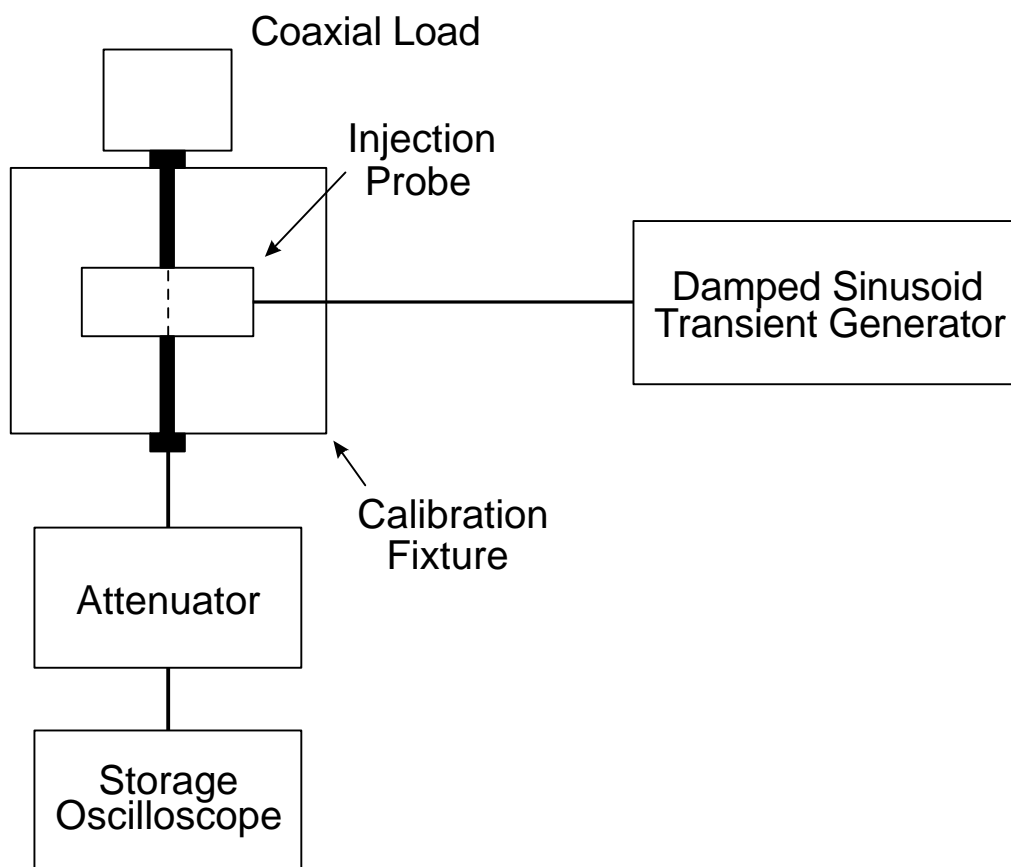 Coaxial Load
Injection
Probe
Damped Sinusoid
Transient Generator
Calibration
Fixture
Attenuator
Storage
Oscilloscope